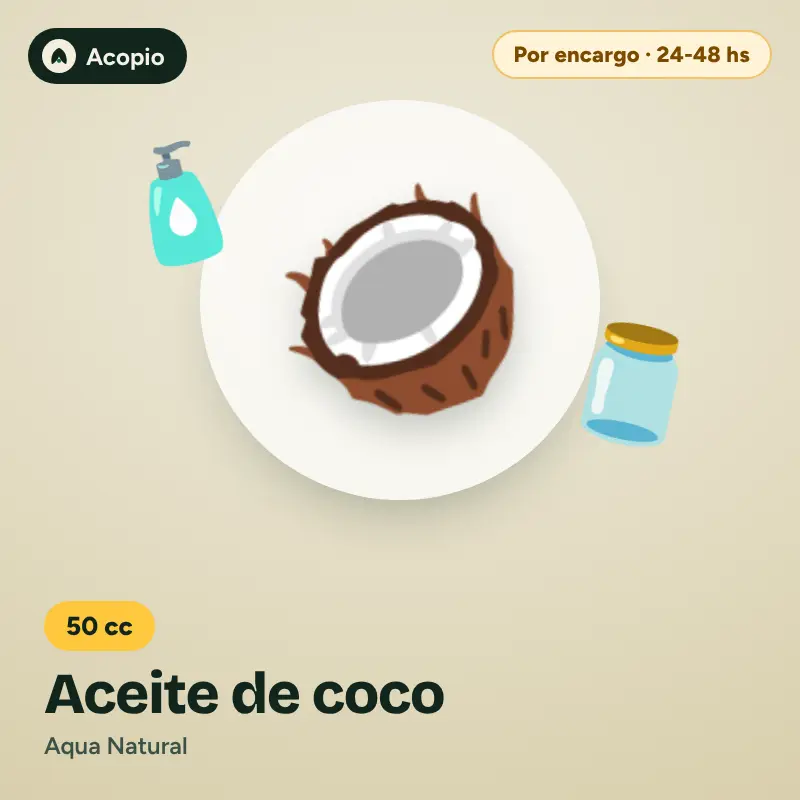 Acopio
Por encargo · 24-48 hs
50 cc
Aceite de coco
Aqua Natural